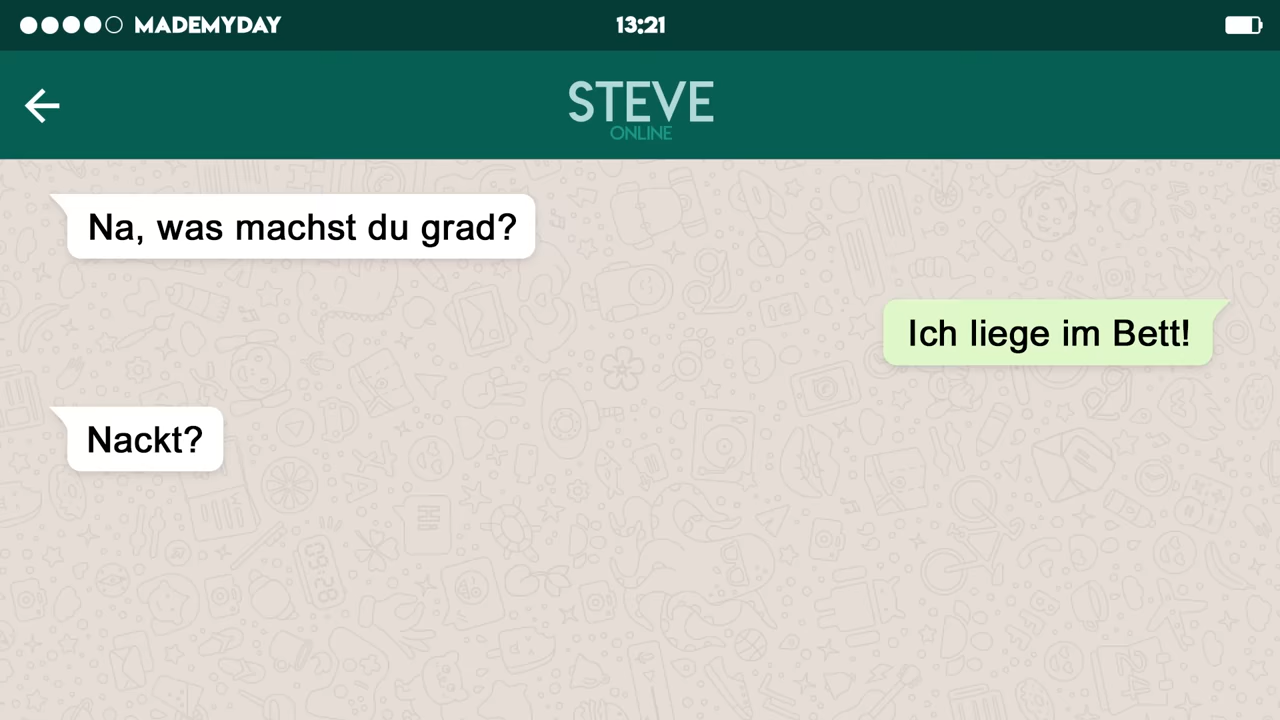 MADEMYDAY 13:21
STEVE
ONLINE
Na, was machst du grad?
Ich liege im Bett!
Nackt?